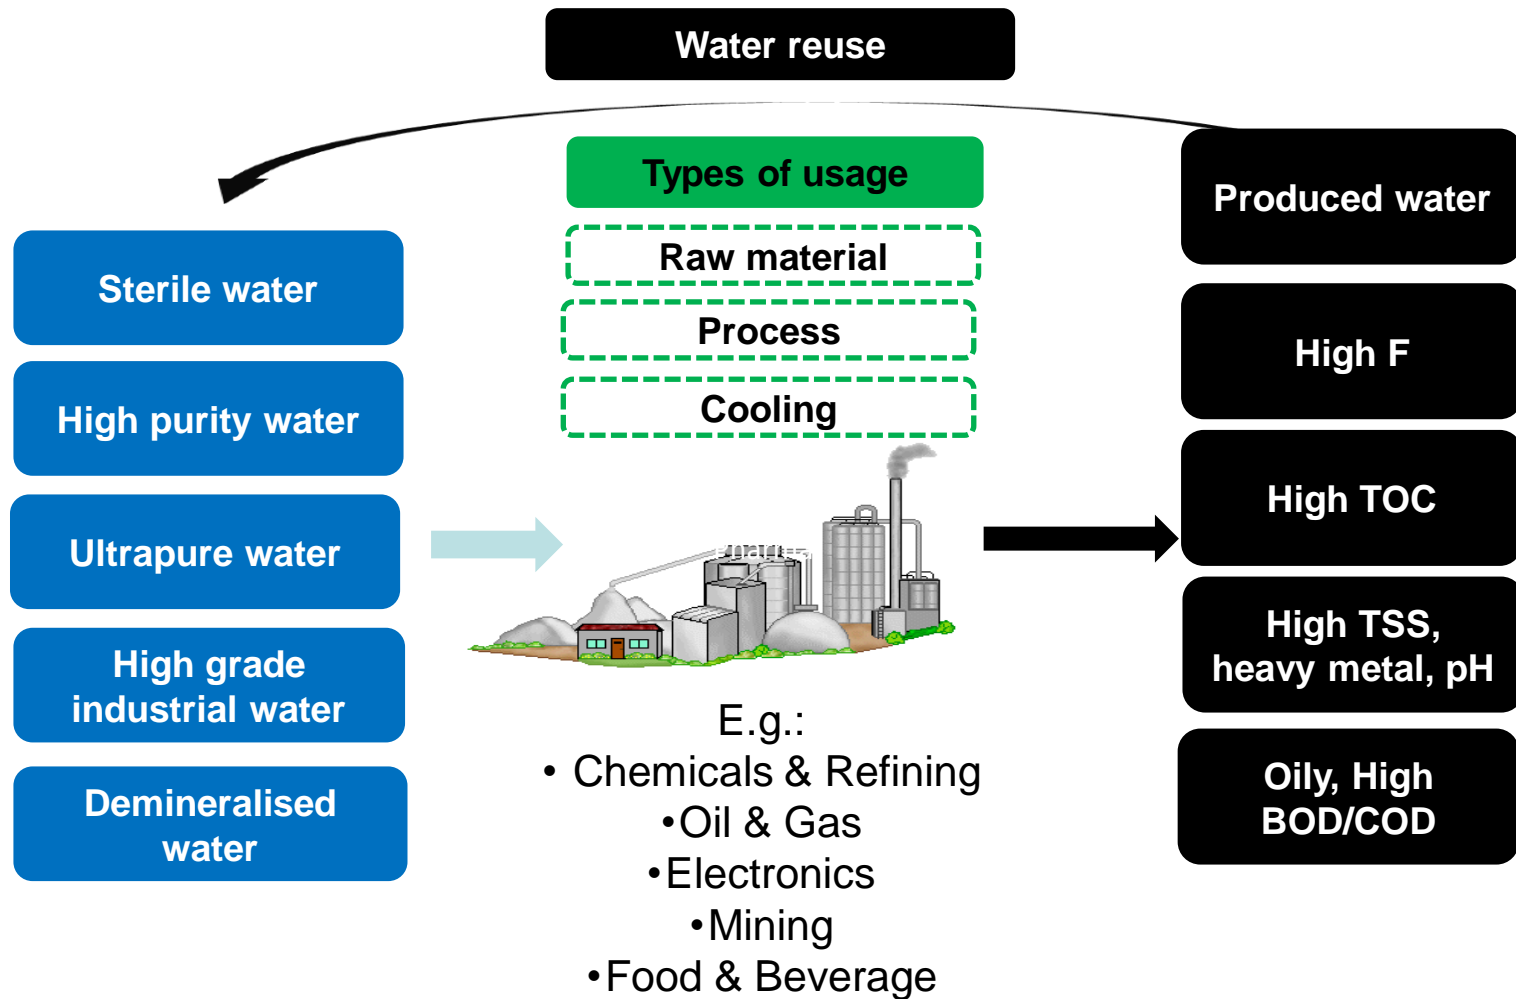 Water reuse
Types of usage
Raw material
Process
Cooling
Sterile water
High purity water
Ultrapure water
High grade
industrial water
Demineralised
water
E.g.:
• Chemicals & Refining
•Oil & Gas
•Electronics
•Mining
•Food & Beverage
Produced water
High F
High TOC
High TSS,
heavy metal, pH
Oily, High
BOD/COD